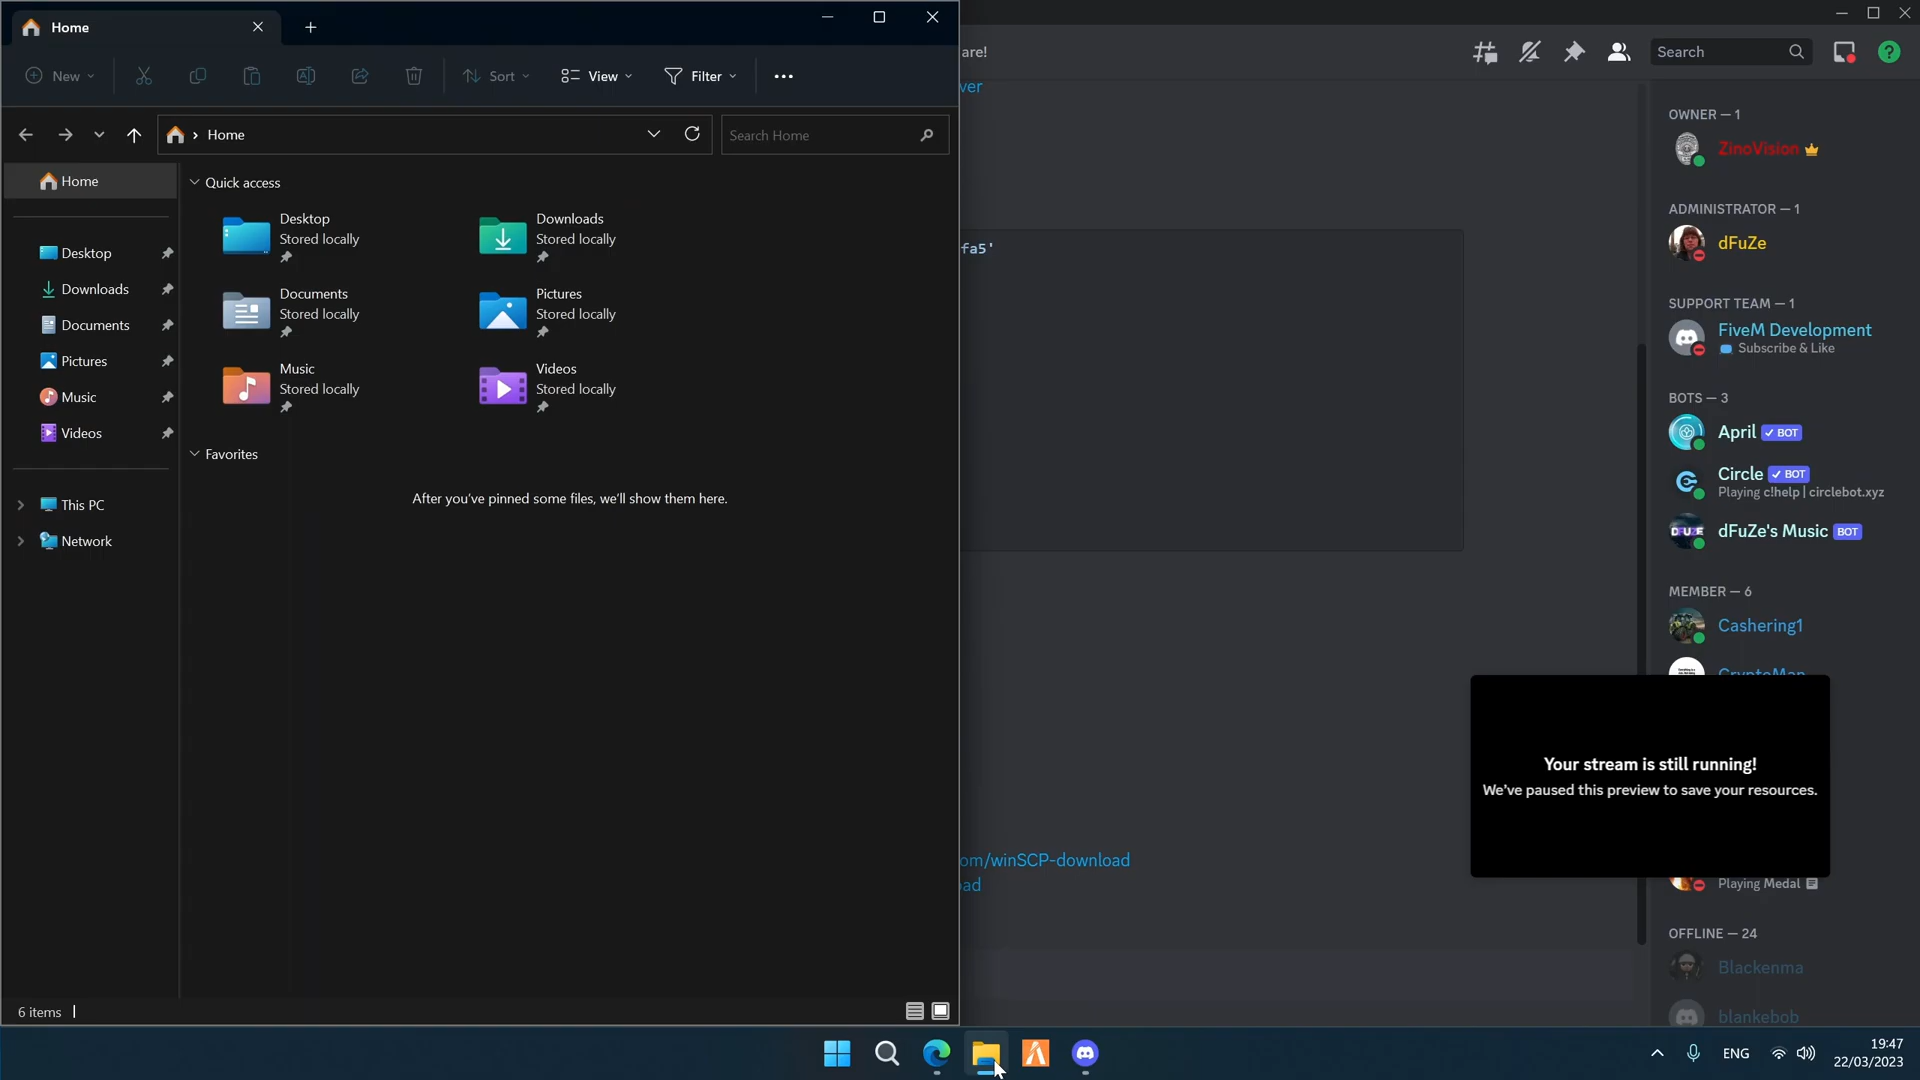 Home
New
Sort
View
Filter
Home
Search Home
Home
Desktop
Downloads
Documents
Pictures
Music
Videos
This PC
Network
Quick access
Desktop
Stored locally
Downloads
Stored locally
Documents
Stored locally
Pictures
Stored locally
Music
Stored locally
Videos
Stored locally
Favorites
After you've pinned some files, we'll show them here.
6 items
are!
Search
ver
fa5'
om/winSCP-download
oad
OWNER — 1
ZinoVision
ADMINISTRATOR — 1
dFuZe
SUPPORT TEAM — 1
FiveM Development
Subscribe & Like
BOTS — 3
April ✓ BOT
Circle ✓ BOT
Playing c!help | circlebot.xyz
DFUZE
dFuZe's Music BOT
MEMBER — 6
Cashering1
CryptoMan
Your stream is still running!
We've paused this preview to save your resources.
Playing Medal
OFFLINE — 24
Blackenma
blankebob
ENG
19:47
22/03/2023